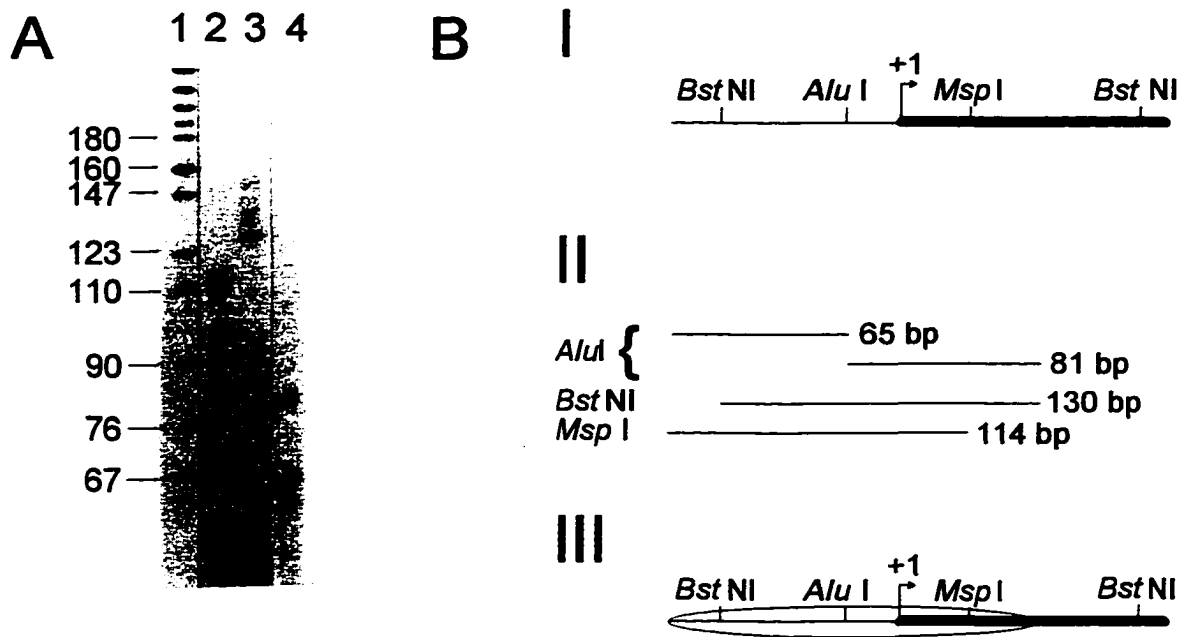 A
1 2 3 4
180
160
147
123
110
90
76
67
B
I
+1
Bst NI Alu I Msp I Bst NI
II
AluI { 65 bp
81 bp
Bst NI 130 bp
Msp I 114 bp
III
+1
Bst NI Alu I Msp I Bst NI